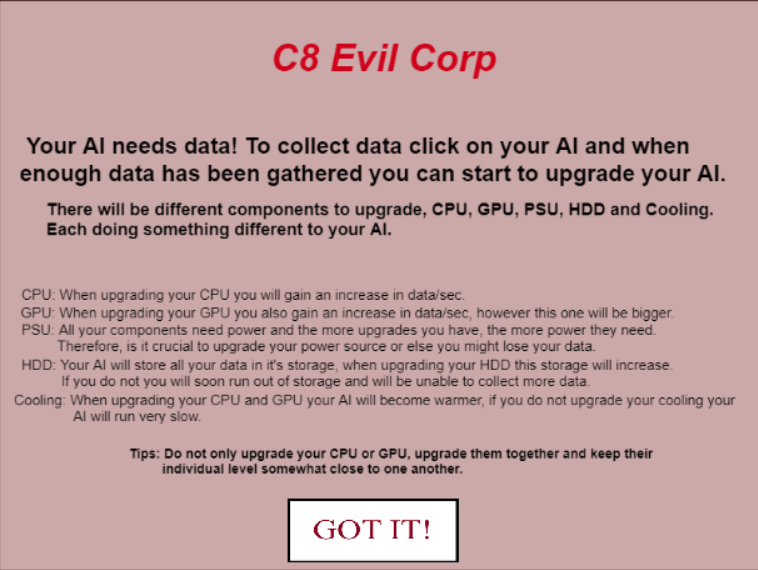 C8 Evil Corp
Your AI needs data! To collect data click on your AI and when
enough data has been gathered you can start to upgrade your AI.
There will be different components to upgrade, CPU, GPU, PSU, HDD and Cooling.
Each doing something different to your AI.
CPU: When upgrading your CPU you will gain an increase in data/sec.
GPU: When upgrading your GPU you also gain an increase in data/sec, however this one will be bigger.
PSU: All your components need power and the more upgrades you have, the more power they need.
Therefore, is it crucial to upgrade your power source or else you might lose your data.
HDD: Your AI will store all your data in it's storage, when upgrading your HDD this storage will increase.
If you do not you will soon run out of storage and will be unable to collect more data.
Cooling: When upgrading your CPU and GPU your AI will become warmer, if you do not upgrade your cooling your
AI will run very slow.
Tips: Do not only upgrade your CPU or GPU, upgrade them together and keep their
individual level somewhat close to one another.
GOT IT!